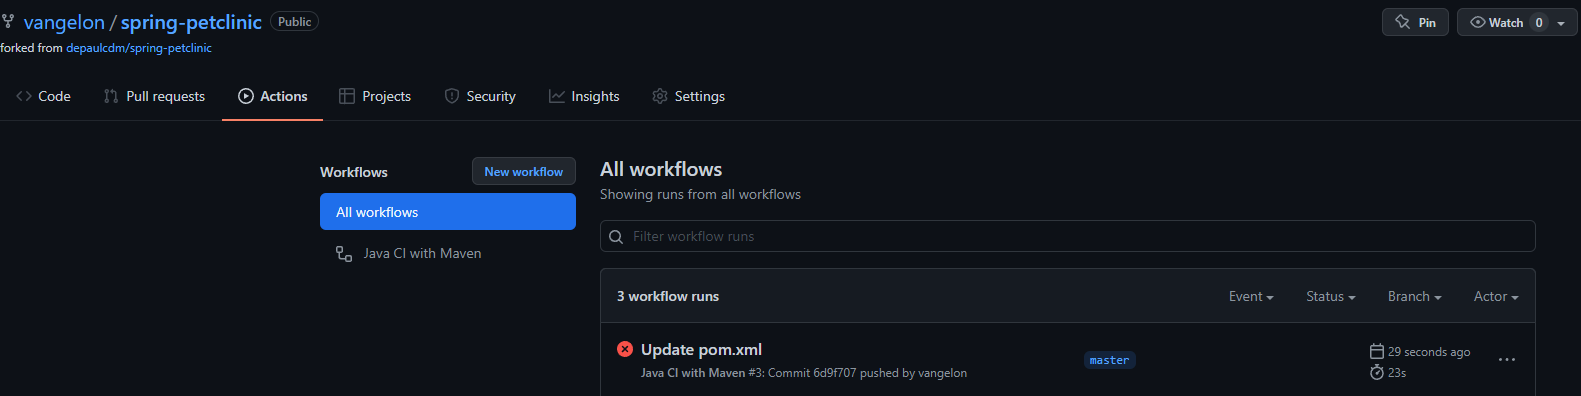 vangelon / spring-petclinic Public Pin Watch 0
forked from depaulcdm/spring-petclinic
Code Pull requests Actions Projects Security Insights Settings
Workflows New workflow
All workflows
Java CI with Maven
All workflows
Showing runs from all workflows
Filter workflow runs
3 workflow runs Event Status Branch Actor
Update pom.xml master 29 seconds ago
Java CI with Maven #3: Commit 6d9f707 pushed by vangelon 23s